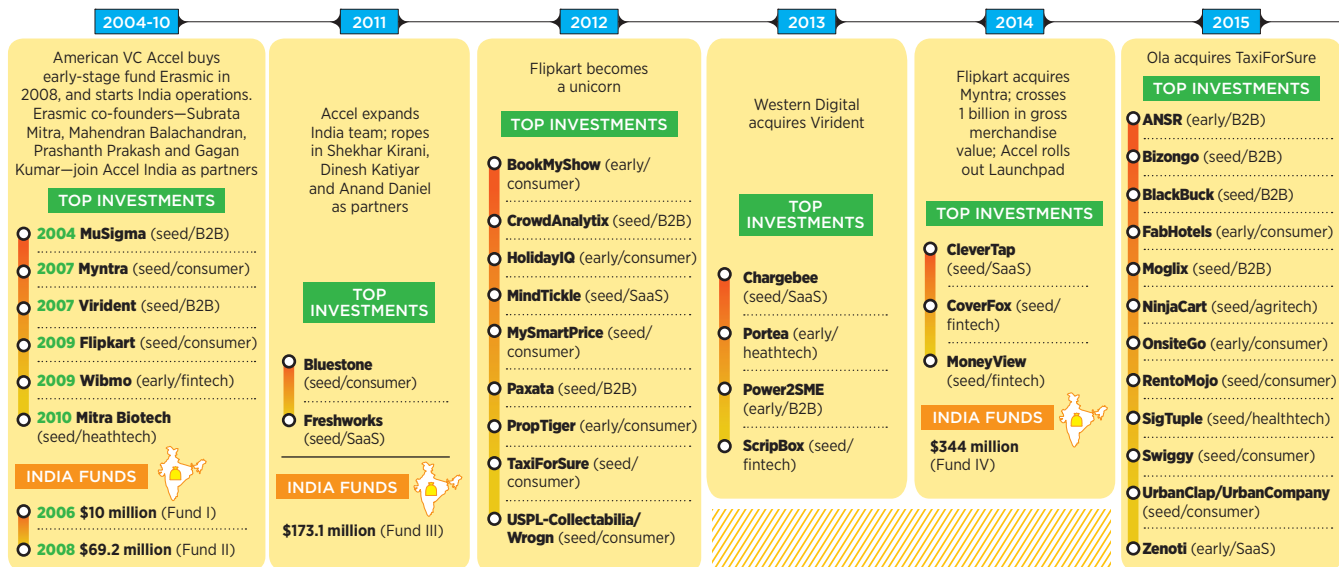 2004-10
American VC Accel buys
early-stage fund Erasmic in
2008, and starts India operations.
Erasmic co-founders—Subrata
Mitra, Mahendran Balachandran,
Prashanth Prakash and Gagan
Kumar—join Accel India as partners
TOP INVESTMENTS
2004 MuSigma (seed/B2B)
2007 Myntra (seed/consumer)
2007 Virident (seed/B2B)
2009 Flipkart (seed/consumer)
2009 Wibmo (early/fintech)
2010 Mitra Biotech
(seed/heathtech)
INDIA FUNDS
2006 $10 million (Fund I)
2008 $69.2 million (Fund II)
2011
Accel expands
India team; ropes
in Shekhar Kirani,
Dinesh Katiyar
and Anand Daniel
as partners
TOP
INVESTMENTS
Bluestone
(seed/consumer)
Freshworks
(seed/SaaS)
INDIA FUNDS
$173.1 million (Fund III)
2012
Flipkart becomes
a unicorn
TOP INVESTMENTS
BookMyShow (early/
consumer)
CrowdAnalytix (seed/B2B)
HolidayIQ (early/consumer)
MindTickle (seed/SaaS)
MySmartPrice (seed/
consumer)
Paxata (seed/B2B)
PropTiger (early/consumer)
TaxiForSure (seed/
consumer)
USPL-Collectabilia/
Wrogn (seed/consumer)
2013
Western Digital
acquires Virident
TOP
INVESTMENTS
Chargebee
(seed/SaaS)
Portea (early/
heathtech)
Power2SME
(early/B2B)
ScripBox (seed/
fintech)
2014
Flipkart acquires
Myntra; crosses
1 billion in gross
merchandise
value; Accel rolls
out Launchpad
TOP INVESTMENTS
CleverTap
(seed/SaaS)
CoverFox (seed/
fintech)
MoneyView
(seed/fintech)
INDIA FUNDS
$344 million
(Fund IV)
2015
Ola acquires TaxiForSure
TOP INVESTMENTS
ANSR (early/B2B)
Bizongo (seed/B2B)
BlackBuck (seed/B2B)
FabHotels (early/consumer)
Moglix (seed/B2B)
NinjaCart (seed/agritech)
OnsiteGo (early/consumer)
RentoMojo (seed/consumer)
SigTuple (seed/healthtech)
Swiggy (seed/consumer)
UrbanClap/UrbanCompany
(seed/consumer)
Zenoti (early/SaaS)